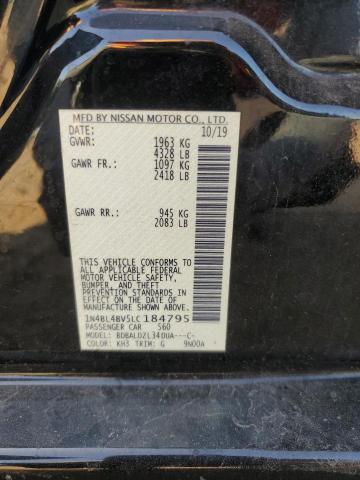 MFD BY NISSAN MOTOR CO., LTD.
DATE: 10/19
GVWR: 1963 KG
4328 LB
GAWR FR.: 1097 KG
2418 LB
GAWR RR.: 945 KG
2083 LB
THIS VEHICLE CONFORMS TO
ALL APPLICABLE FEDERAL
MOTOR VEHICLE SAFETY,
BUMPER, AND THEFT
PREVENTION STANDARDS IN
EFFECT ON THE DATE OF
MANUFACTURE SHOWN ABOVE.
1N4BL4BV5LC184795
PASSENGER CAR S60
MODEL: BDBALDZL340UA---C-
COLOR: KH3 TRIM: G 9N00A